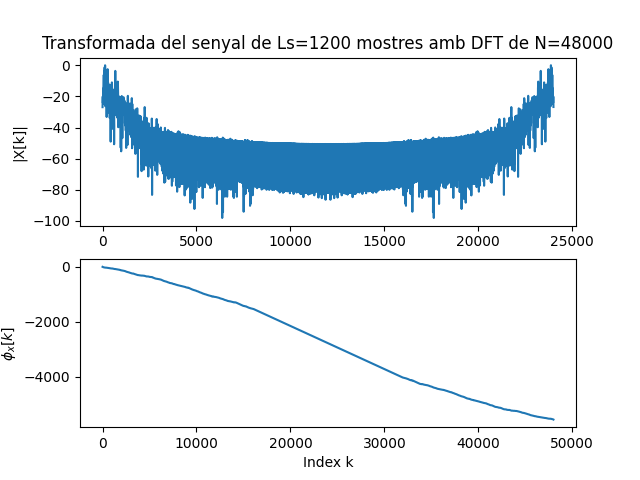 Transformada del senyal de Ls=1200 mostres amb DFT de N=48000
|X[k]|
0
−20
−40
−60
−80
−100
0 5000 10000 15000 20000 25000
ϕx[k]
0
−2000
−4000
0 10000 20000 30000 40000 50000
Index k